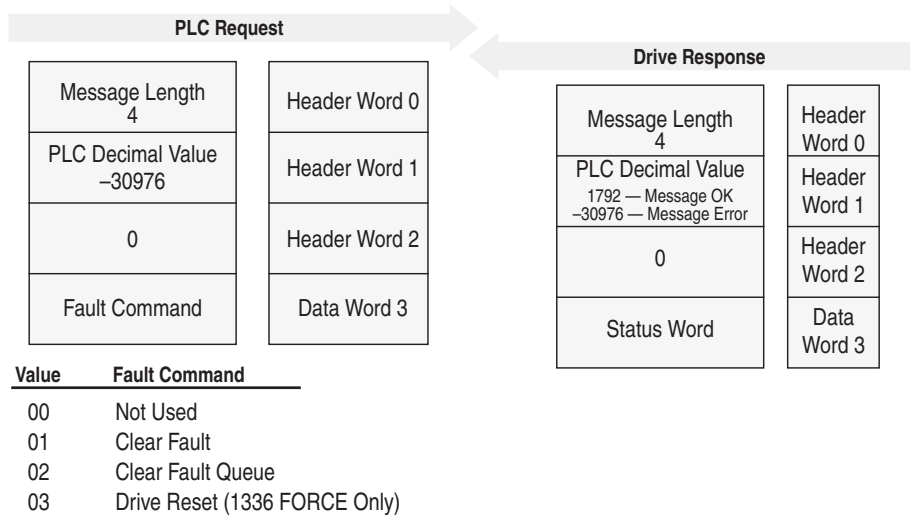 PLC Request
Message Length
4
Header Word 0
PLC Decimal Value
–30976
Header Word 1
0
Header Word 2
Fault Command
Data Word 3
Drive Response
Message Length
4
Header
Word 0
PLC Decimal Value
1792 — Message OK
–30976 — Message Error
Header
Word 1
0
Header
Word 2
Status Word
Data
Word 3
Value Fault Command
00 Not Used
01 Clear Fault
02 Clear Fault Queue
03 Drive Reset (1336 FORCE Only)